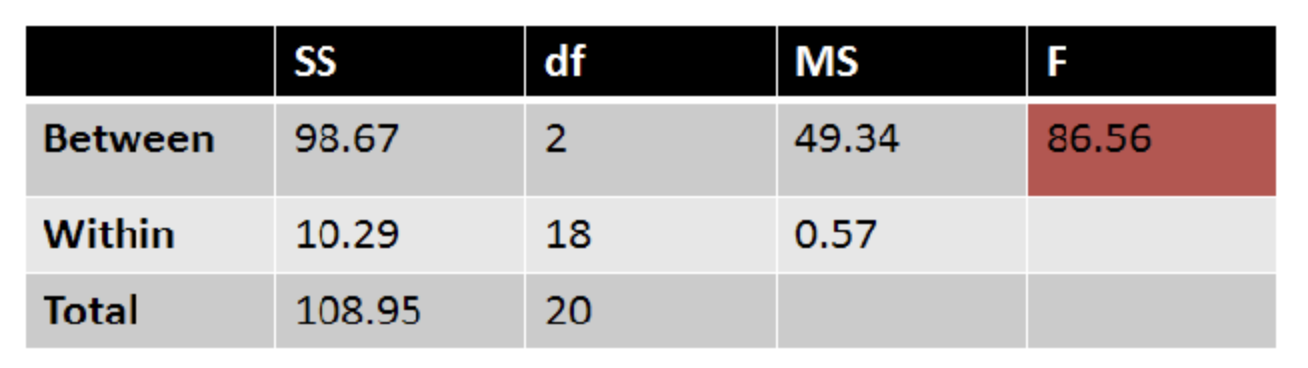 SS df MS F
Between 98.67 2 49.34 86.56
Within 10.29 18 0.57
Total 108.95 20